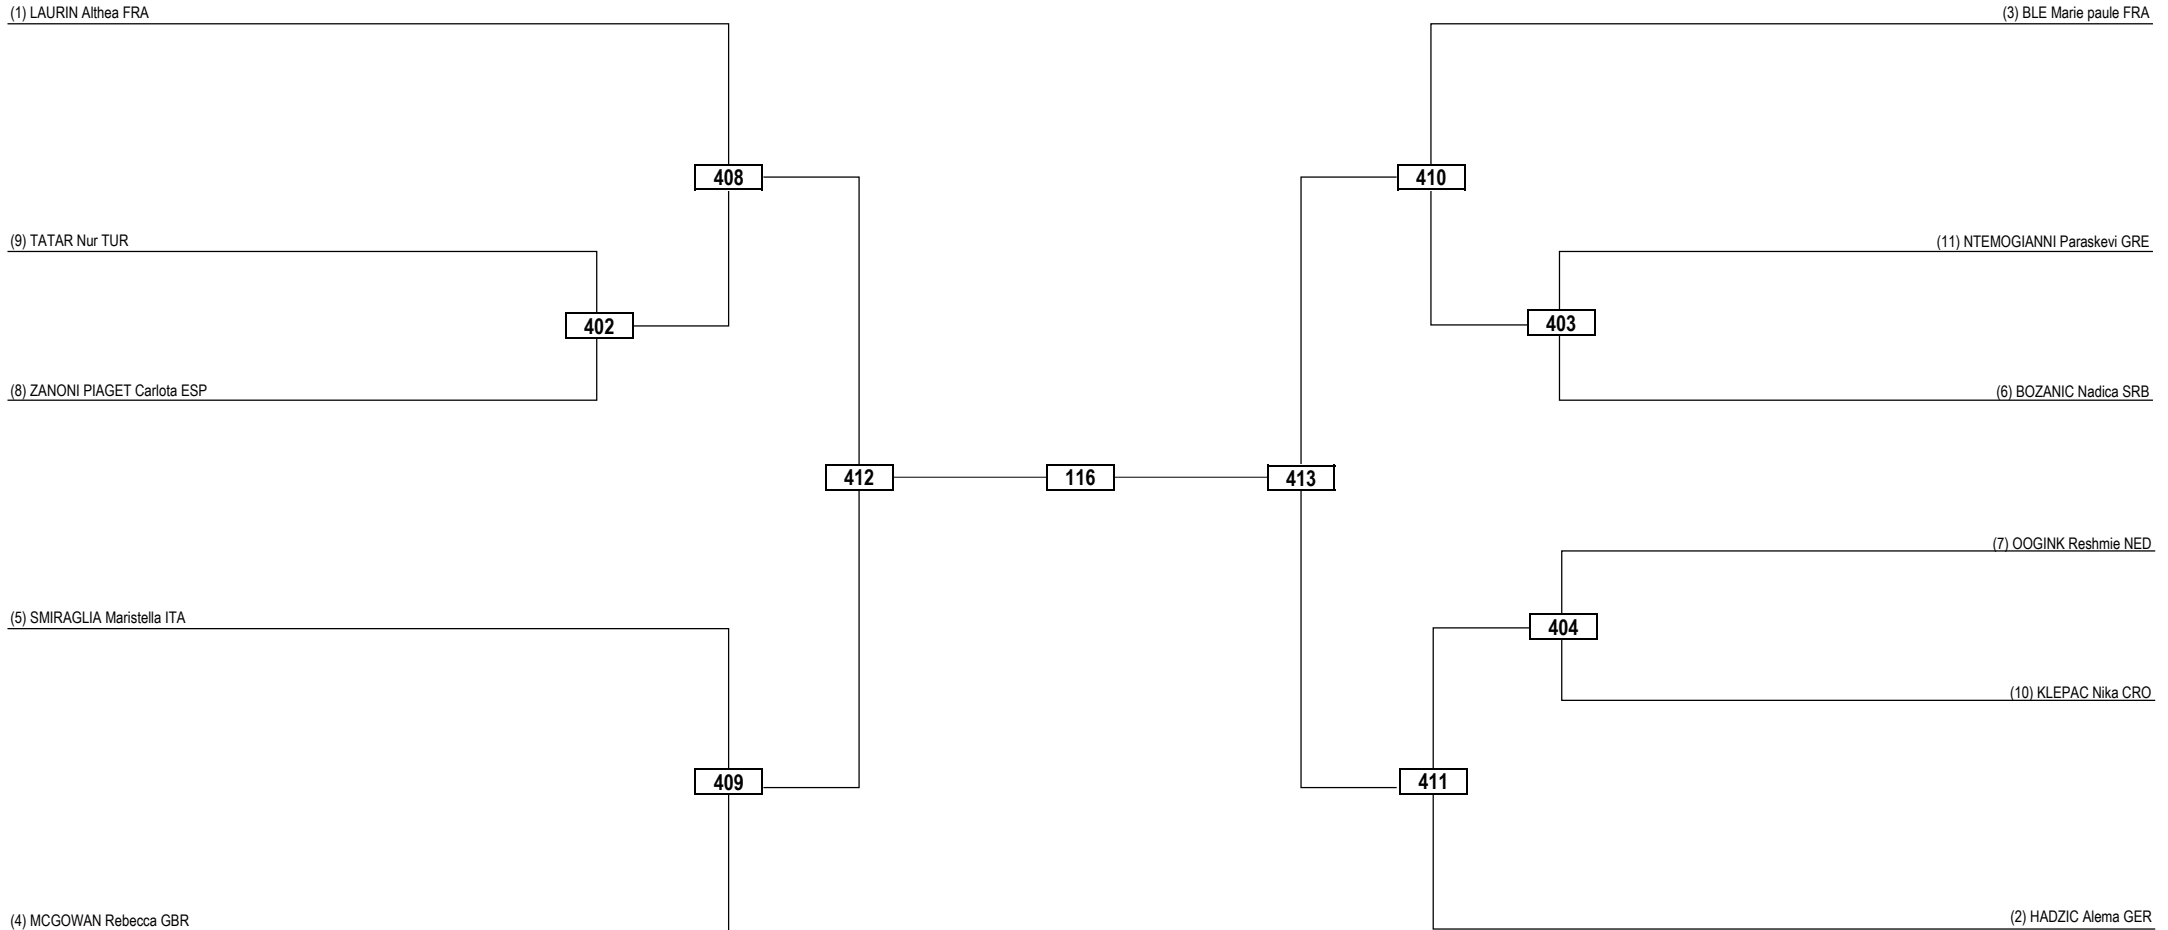 (1) LAURIN Althea FRA
(3) BLE Marie paule FRA
408
410
(9) TATAR Nur TUR
(11) NTEMOGIANNI Paraskevi GRE
402
403
(8) ZANONI PIAGET Carlota ESP
(6) BOZANIC Nadica SRB
412
116
413
(7) OOGINK Reshmie NED
(5) SMIRAGLIA Maristella ITA
404
(10) KLEPAC Nika CRO
409
411
(4) MCGOWAN Rebecca GBR
(2) HADZIC Alema GER